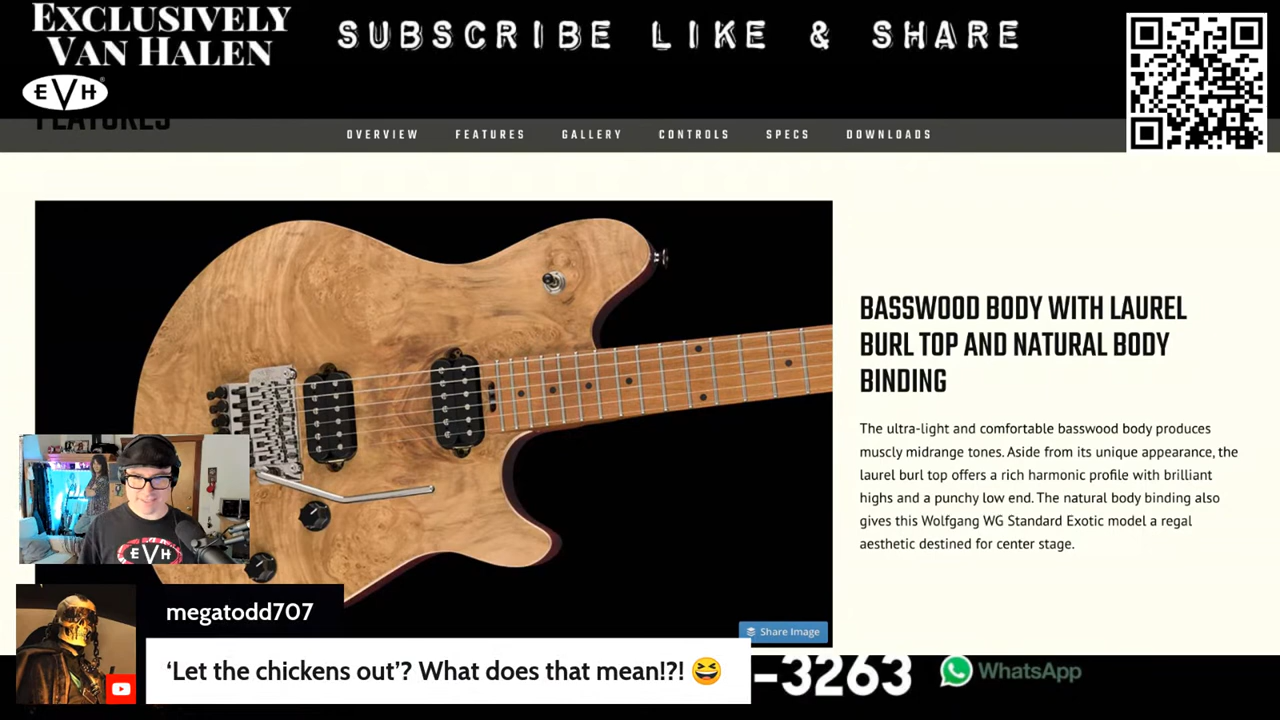 EXCLUSIVELY
VAN HALEN
EVH
SUBSCRIBE LIKE & SHARE
FEATURES
OVERVIEW FEATURES GALLERY CONTROLS SPECS DOWNLOADS
BASSWOOD BODY WITH LAUREL
BURL TOP AND NATURAL BODY
BINDING
The ultra-light and comfortable basswood body produces
muscly midrange tones. Aside from its unique appearance, the
laurel burl top offers a rich harmonic profile with brilliant
highs and a punchy low end. The natural body binding also
gives this Wolfgang WG Standard Exotic model a regal
aesthetic destined for center stage.
EVH
Share Image
megatodd707
‘Let the chickens out’? What does that mean!?! 😆
-3263
WhatsApp